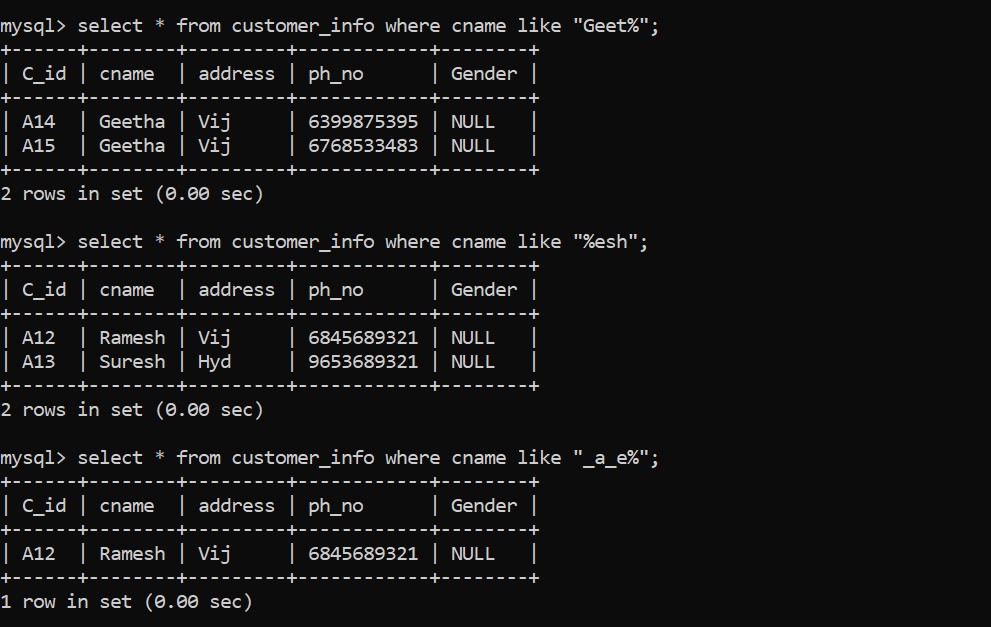 mysql> select * from customer_info where cname like "Geet%";
+------+--------+---------+------------+--------+
| C_id | cname  | address | ph_no      | Gender |
+------+--------+---------+------------+--------+
| A14  | Geetha | Vij     | 6399875395 | NULL   |
| A15  | Geetha | Vij     | 6768533483 | NULL   |
+------+--------+---------+------------+--------+
2 rows in set (0.00 sec)

mysql> select * from customer_info where cname like "%esh";
+------+--------+---------+------------+--------+
| C_id | cname  | address | ph_no      | Gender |
+------+--------+---------+------------+--------+
| A12  | Ramesh | Vij     | 6845689321 | NULL   |
| A13  | Suresh | Hyd     | 9653689321 | NULL   |
+------+--------+---------+------------+--------+
2 rows in set (0.00 sec)

mysql> select * from customer_info where cname like "_a_e%";
+------+--------+---------+------------+--------+
| C_id | cname  | address | ph_no      | Gender |
+------+--------+---------+------------+--------+
| A12  | Ramesh | Vij     | 6845689321 | NULL   |
+------+--------+---------+------------+--------+
1 row in set (0.00 sec)